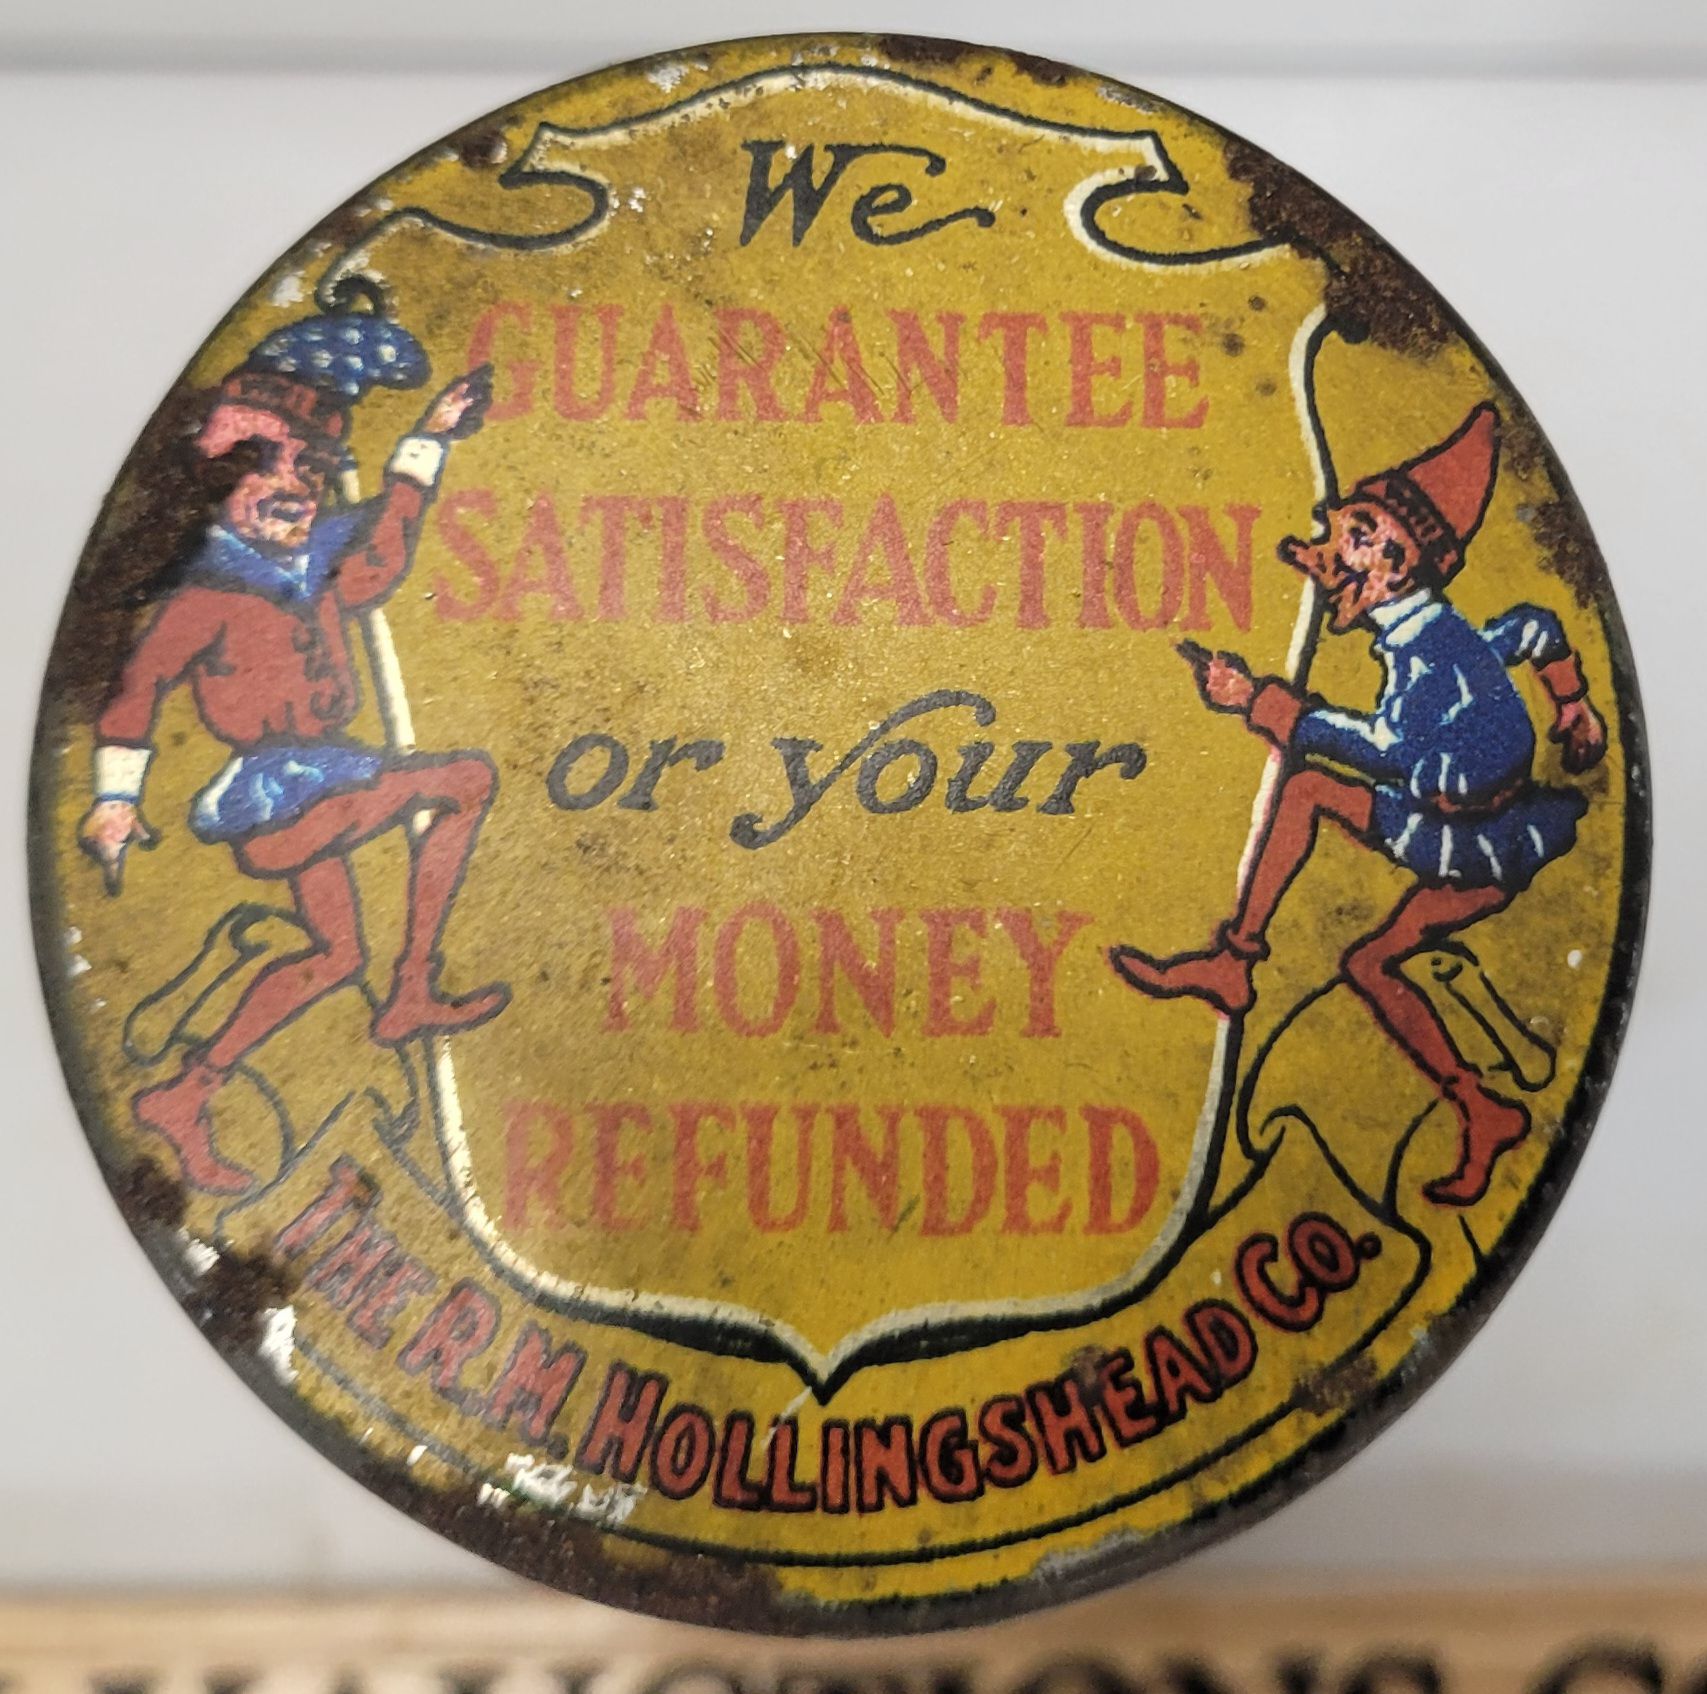 We
GUARANTEE
SATISFACTION
or your
MONEY
REFUNDED
THE R.M. HOLLINGSHEAD CO.